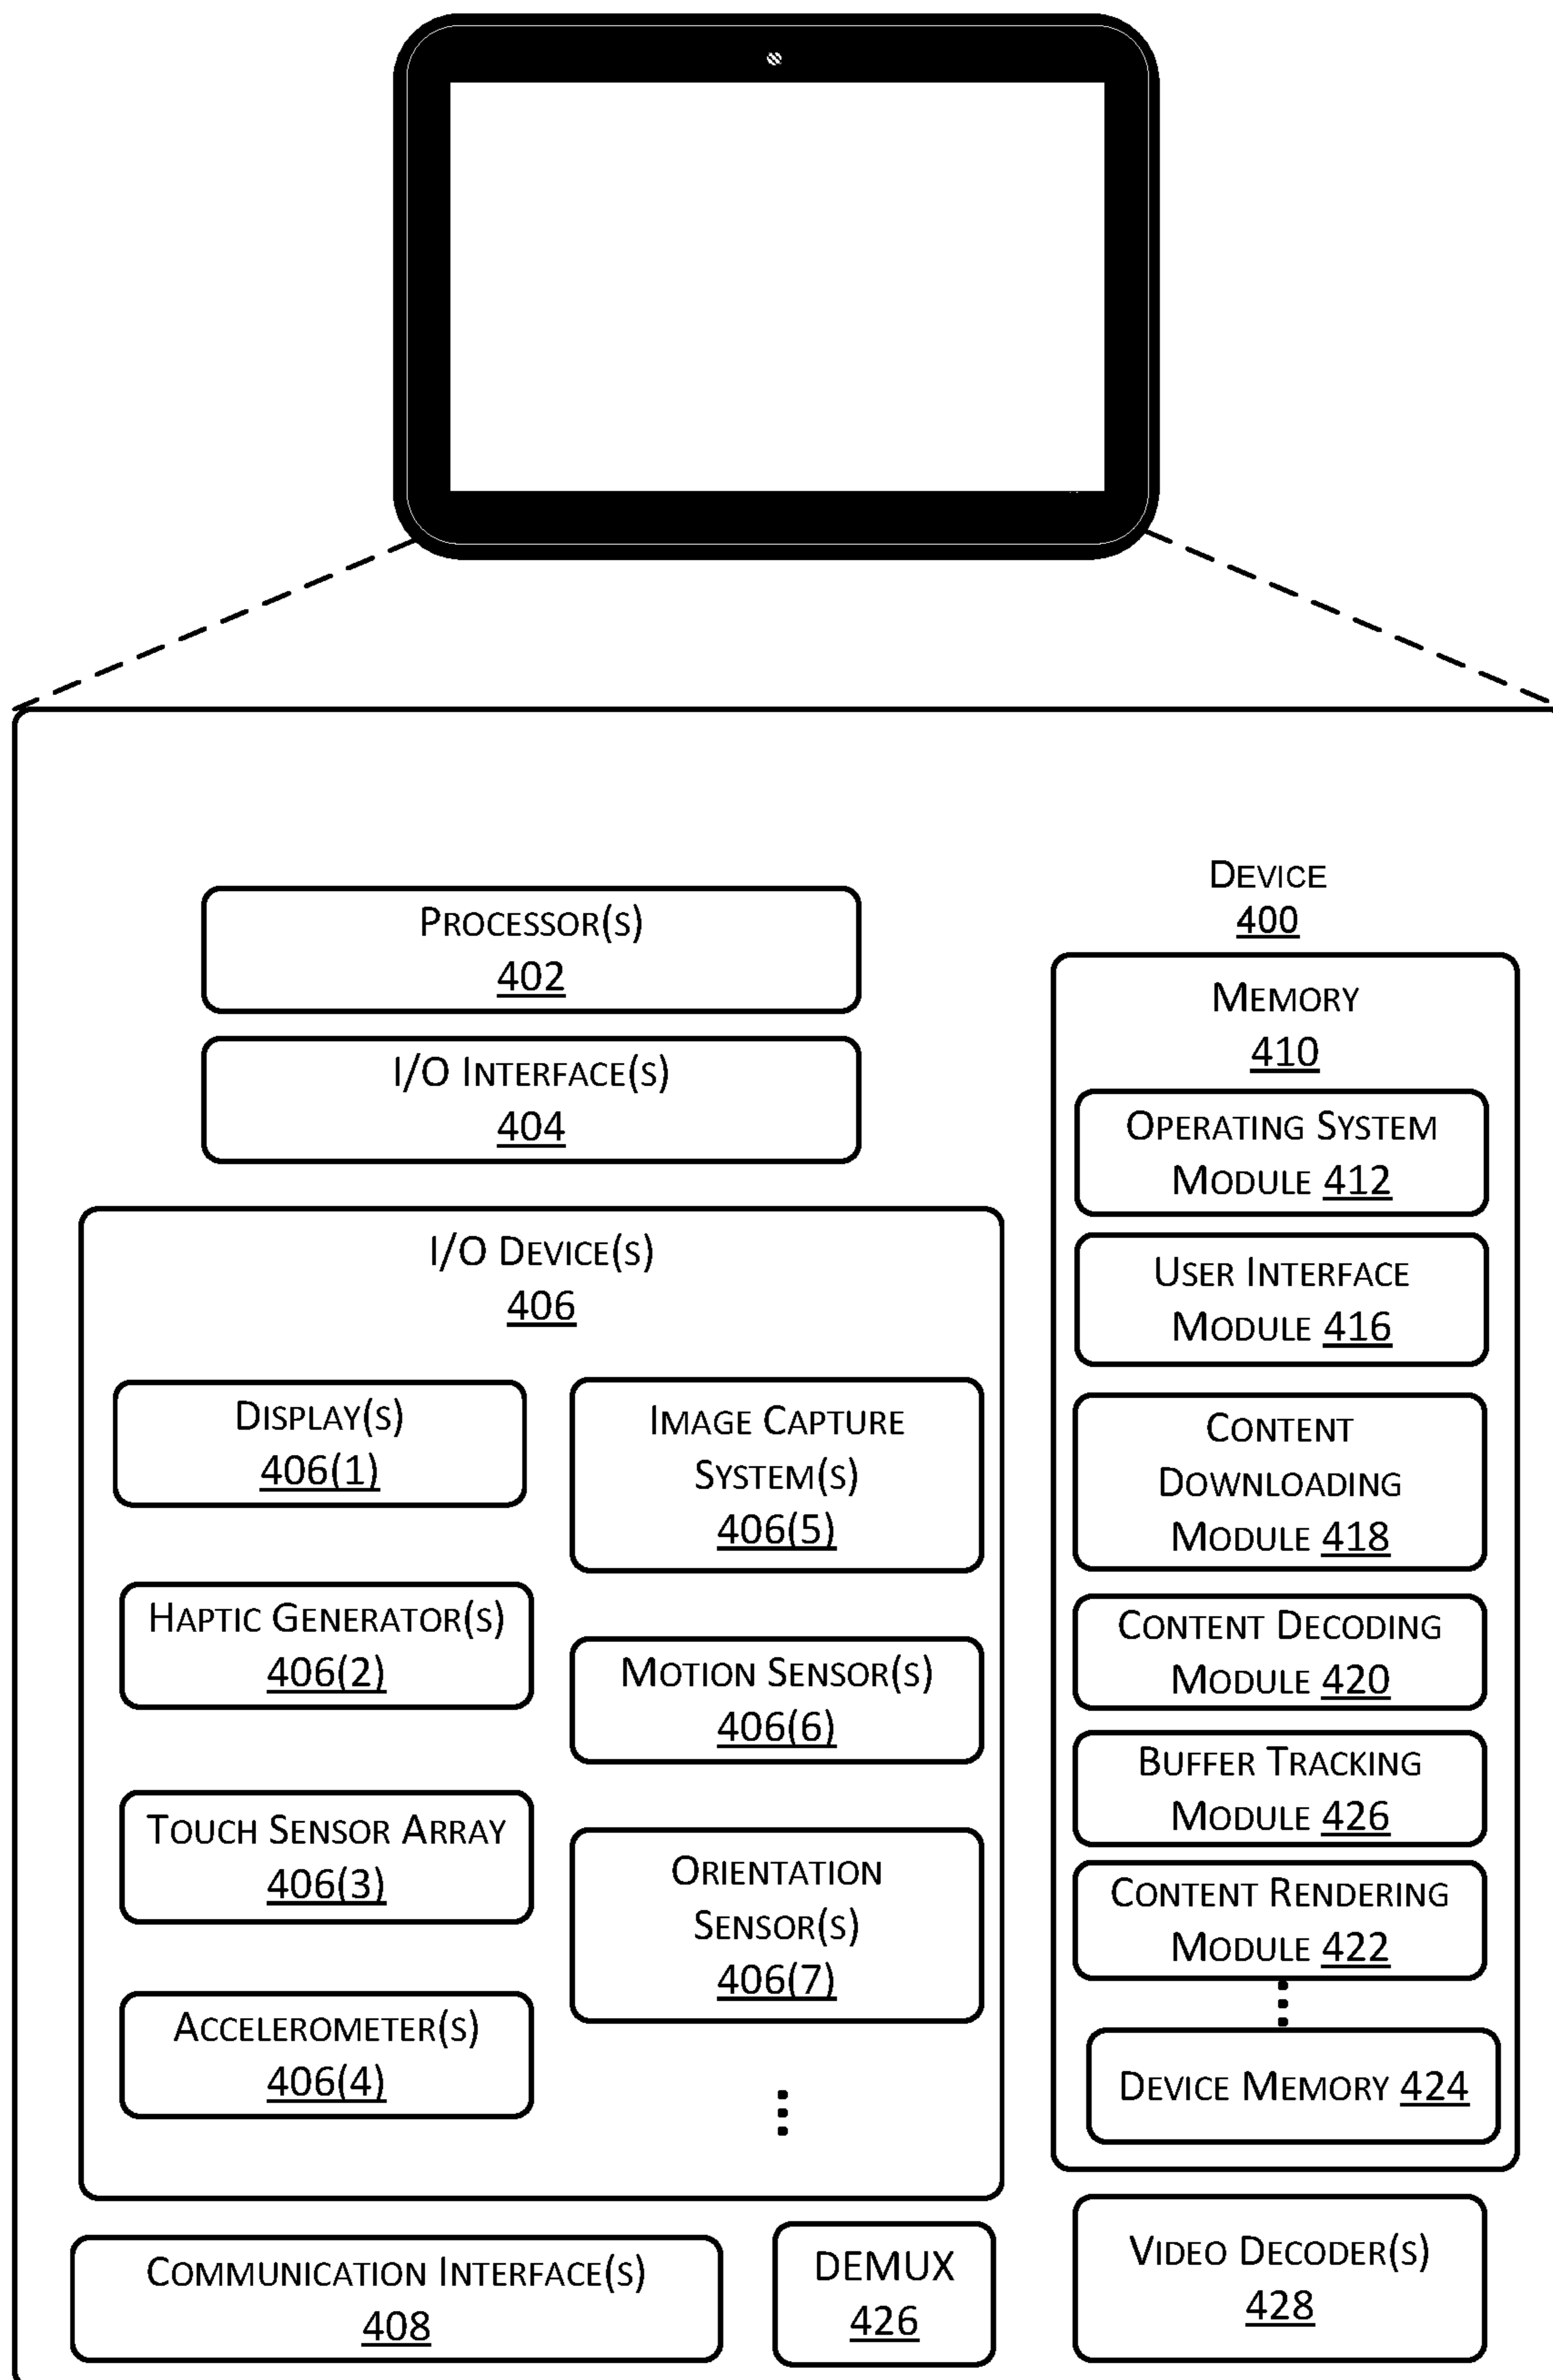 DEVICE
400
PROCESSOR(S)
402
I/O INTERFACE(S)
404
I/O DEVICE(S)
406
DISPLAY(S)
406(1)
HAPTIC GENERATOR(S)
406(2)
TOUCH SENSOR ARRAY
406(3)
ACCELEROMETER(S)
406(4)
IMAGE CAPTURE
SYSTEM(S)
406(5)
MOTION SENSOR(S)
406(6)
ORIENTATION
SENSOR(S)
406(7)
MEMORY
410
OPERATING SYSTEM
MODULE 412
USER INTERFACE
MODULE 416
CONTENT
DOWNLOADING
MODULE 418
CONTENT DECODING
MODULE 420
BUFFER TRACKING
MODULE 426
CONTENT RENDERING
MODULE 422
DEVICE MEMORY 424
COMMUNICATION INTERFACE(S)
408
DEMUX
426
VIDEO DECODER(S)
428